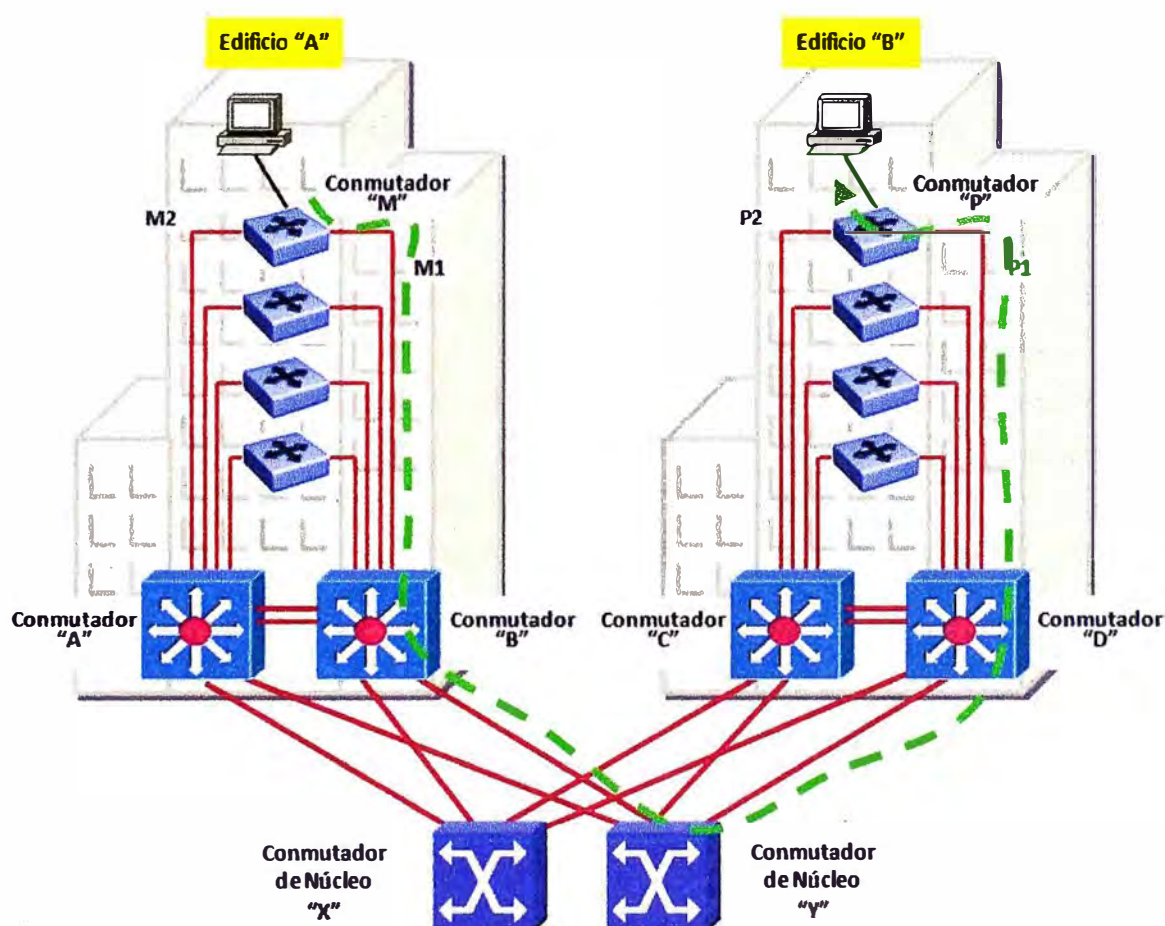 Edificio “A”
Edificio “B”
Conmutador
“M”
M2
M1
Conmutador
“P”
P2
P1
Conmutador
“A”
Conmutador
“B”
Conmutador
“C”
Conmutador
“D”
Conmutador
de Núcleo
“X”
Conmutador
de Núcleo
“Y”